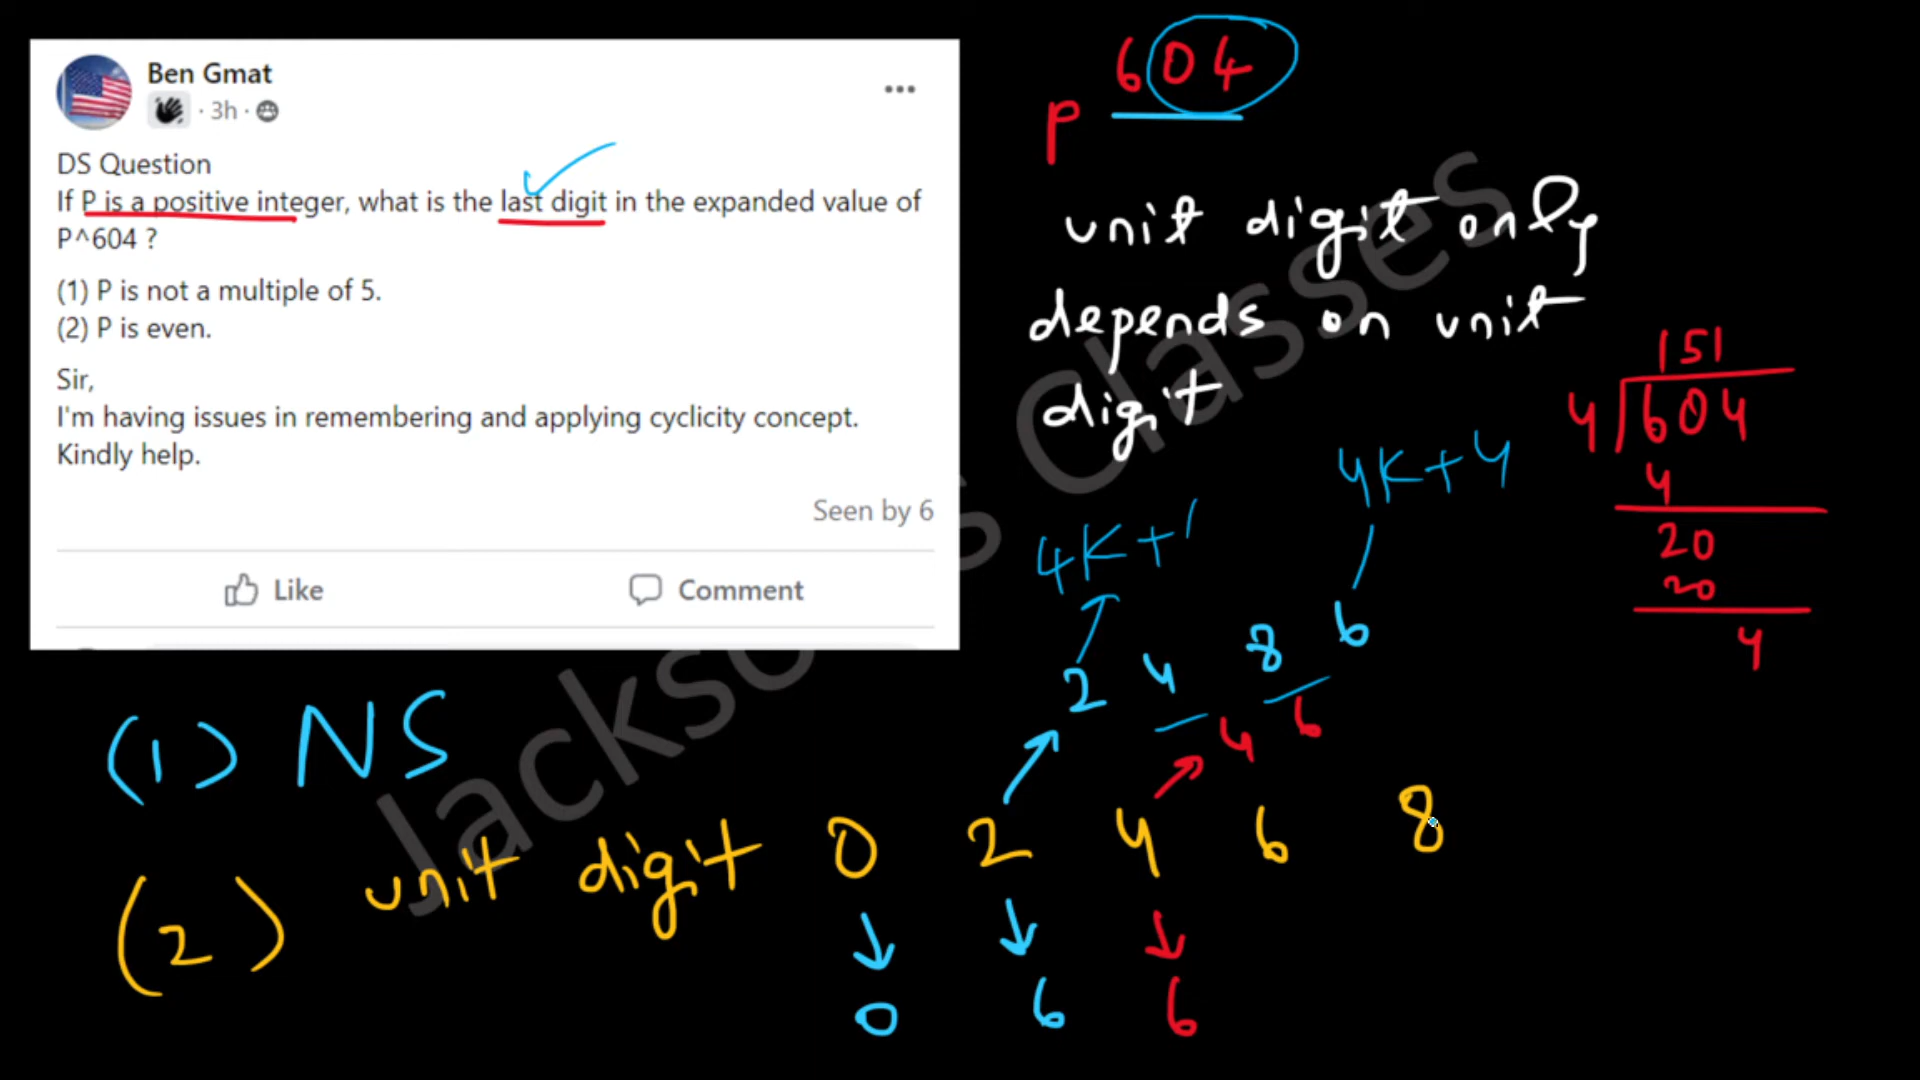 Ben Gmat
· 3h ·
DS Question
If P is a positive integer, what is the last digit in the expanded value of
P^604 ?
(1) P is not a multiple of 5.
(2) P is even.
Sir,
I'm having issues in remembering and applying cyclicity concept.
Kindly help.
Seen by 6
Like Comment
P 604
unit digit only
depends on unit
digit
151
4 604
4
20
20
4
4K+1 4K+4
2 4 8 6
4 6
(1) NS
(2) unit digit 0 2 4 6 8
0 6 6
Jacksons Classes